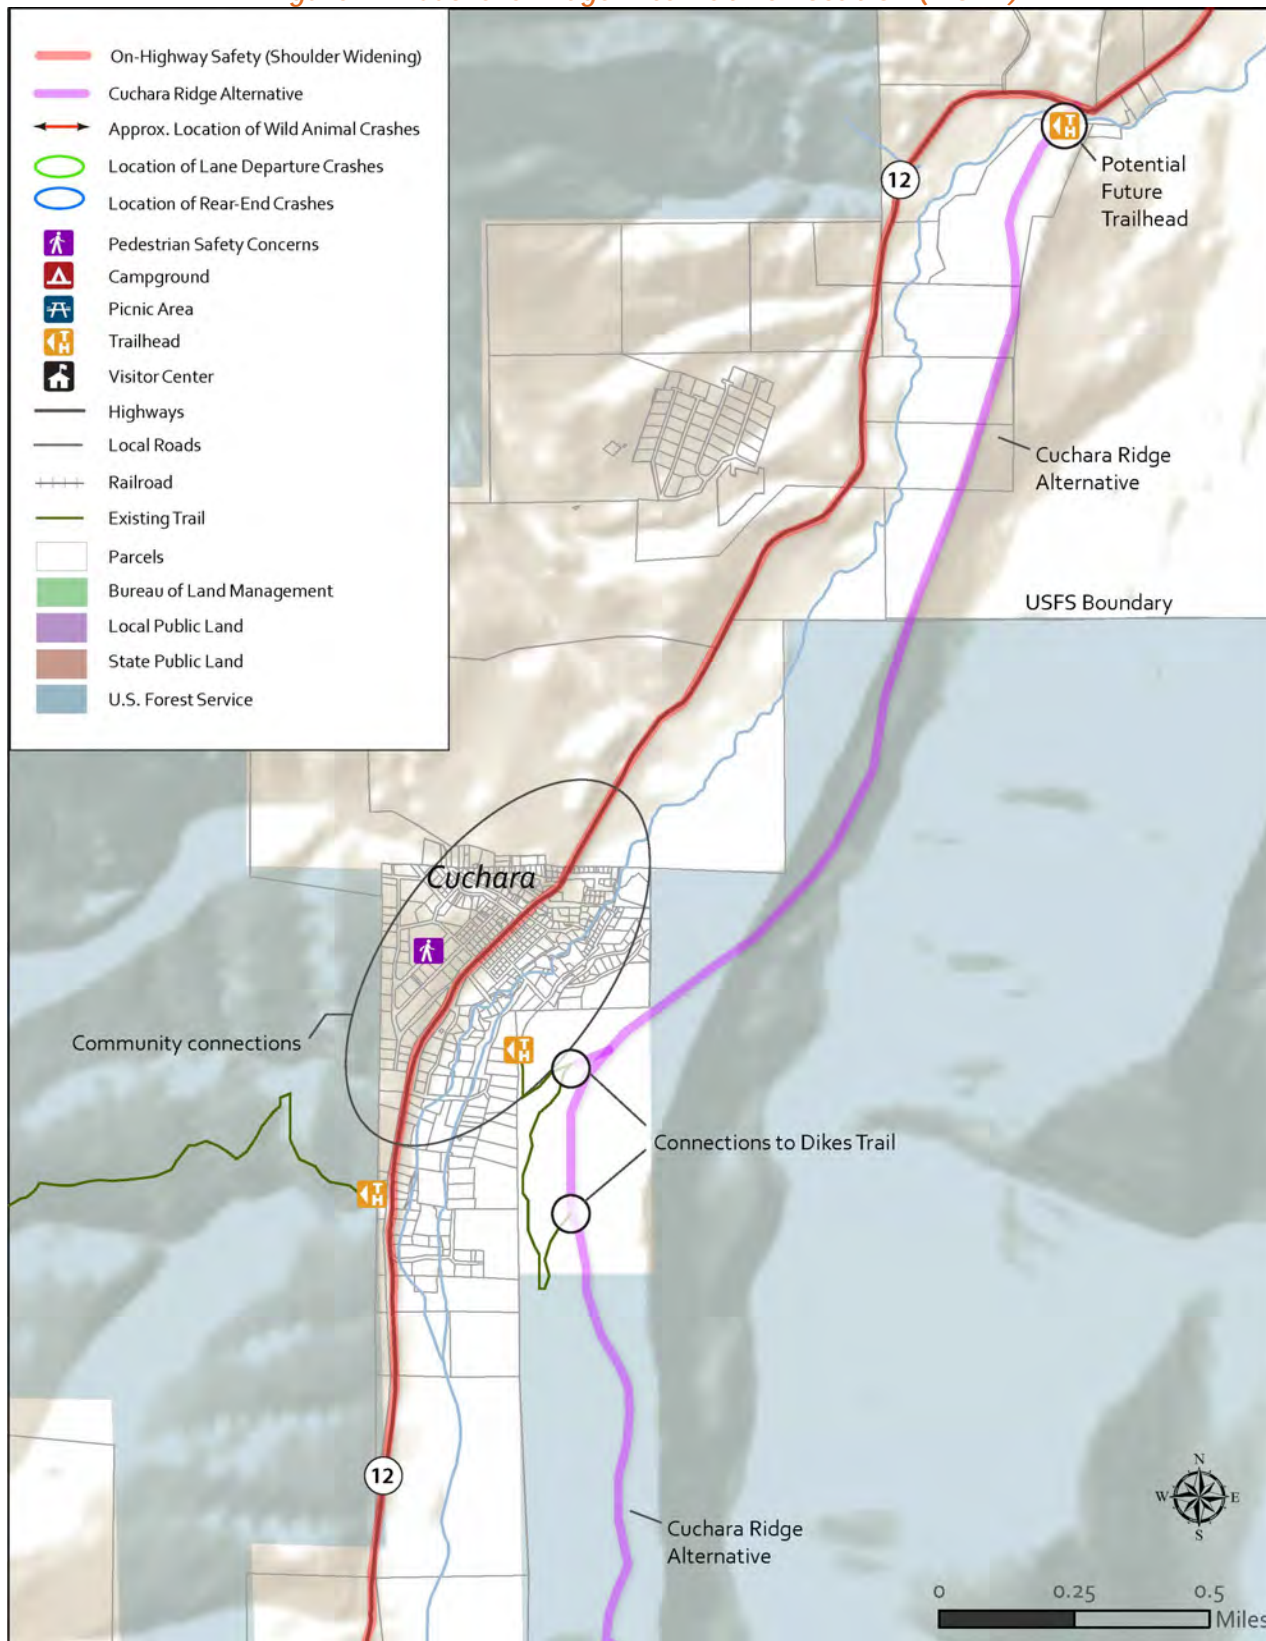 On-Highway Safety (Shoulder Widening)
Cuchara Ridge Alternative
Approx. Location of Wild Animal Crashes
Location of Lane Departure Crashes
Location of Rear-End Crashes
Pedestrian Safety Concerns
Campground
Picnic Area
TH
Trailhead
Visitor Center
Highways
Local Roads
Railroad
Existing Trail
Parcels
Bureau of Land Management
Local Public Land
State Public Land
U.S. Forest Service
TH
12
Potential
Future
Trailhead
Cuchara Ridge
Alternative
USFS Boundary
Cuchara
Community connections
TH
Connections to Dikes Trail
TH
12
Cuchara Ridge
Alternative
N
W E
S
0 0.25 0.5
Miles